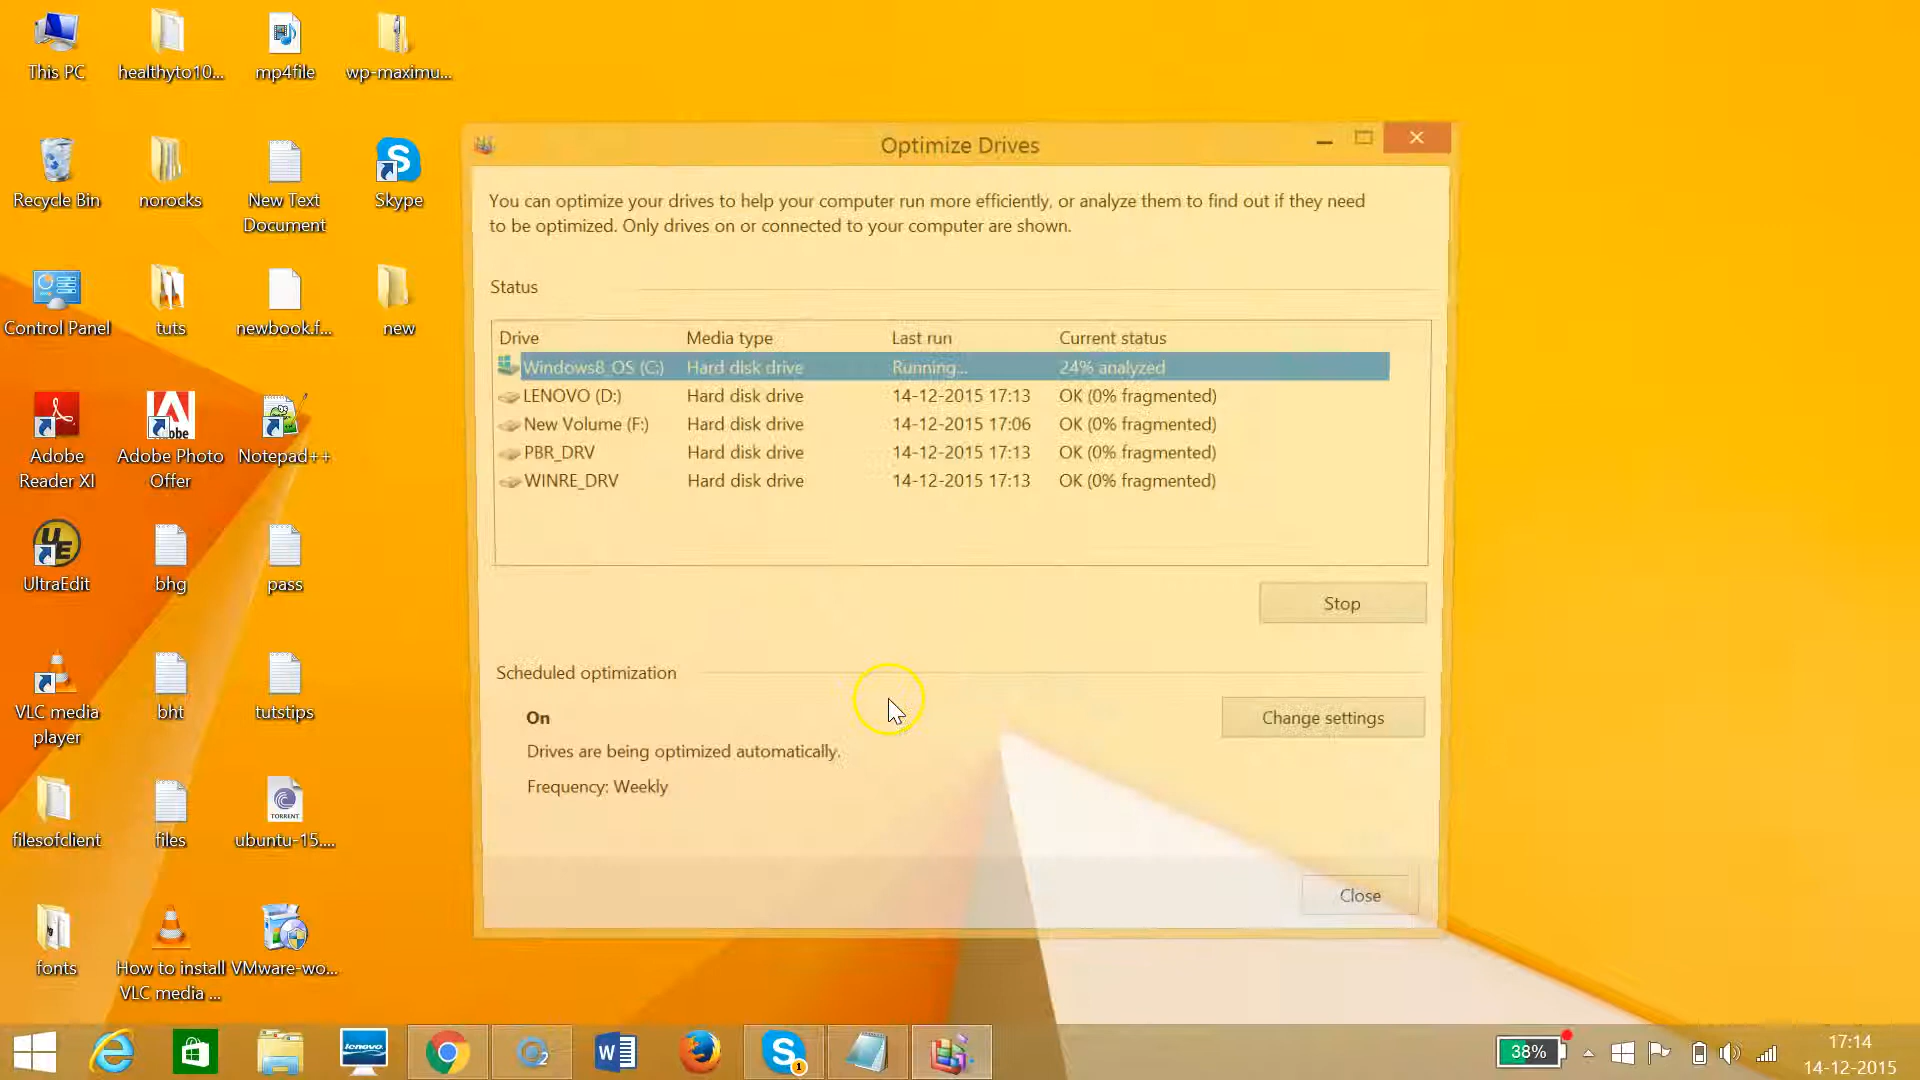 This PC
healthyto10...
mp4file
wp-maximu...
Recycle Bin
norocks
New Text
Document
Skype
Control Panel
tuts
newbook.f...
new
Adobe
Reader XI
Adobe Photo
Offer
Notepad++
UltraEdit
bhg
pass
VLC media
player
bht
tutstips
filesofclient
files
ubuntu-15....
TORRENT
fonts
How to install
VLC media ...
VMware-wo...
Optimize Drives
You can optimize your drives to help your computer run more efficiently, or analyze them to find out if they need
to be optimized. Only drives on or connected to your computer are shown.
Status
Drive Media type Last run Current status
Windows8_OS (C:) Hard disk drive Running... 24% analyzed
LENOVO (D:) Hard disk drive 14-12-2015 17:13 OK (0% fragmented)
New Volume (F:) Hard disk drive 14-12-2015 17:06 OK (0% fragmented)
PBR_DRV Hard disk drive 14-12-2015 17:13 OK (0% fragmented)
WINRE_DRV Hard disk drive 14-12-2015 17:13 OK (0% fragmented)
Stop
Scheduled optimization
On
Change settings
Drives are being optimized automatically.
Frequency: Weekly
Close
lenovo
2
W
S
1
38%
17:14
14-12-2015